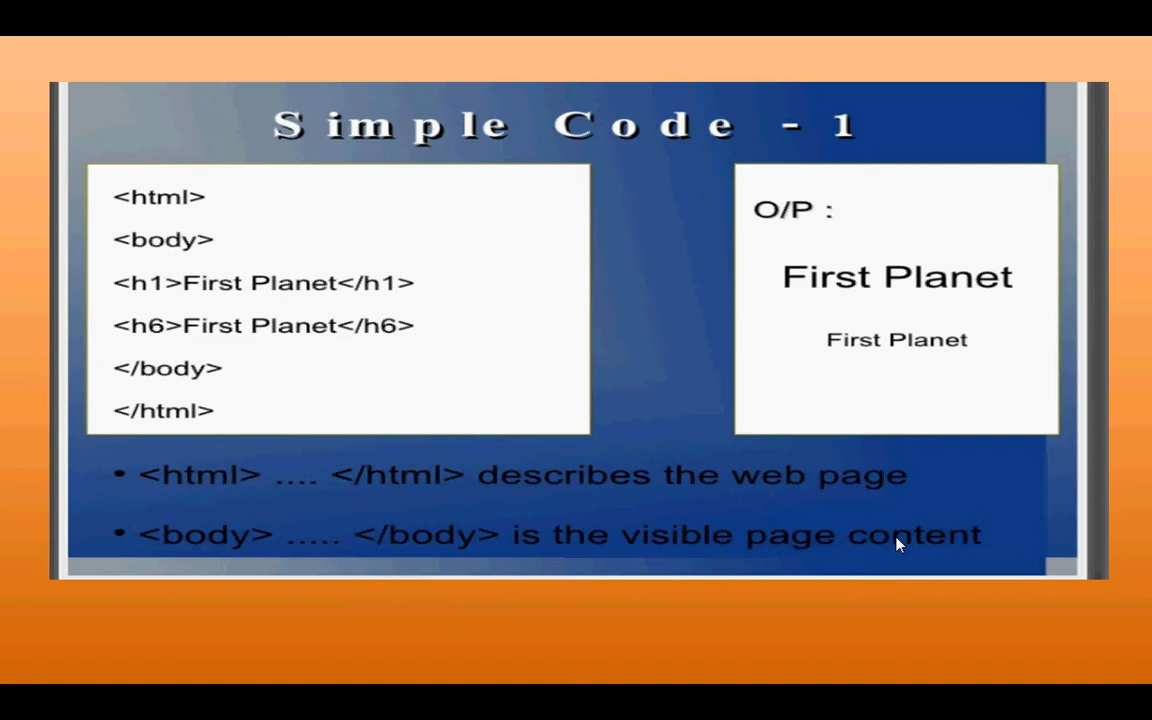 Simple Code - 1
<html>
<body>
<h1>First Planet</h1>
<h6>First Planet</h6>
</body>
</html>
O/P :
First Planet
First Planet
• <html> .... </html> describes the web page
• <body> ..... </body> is the visible page content